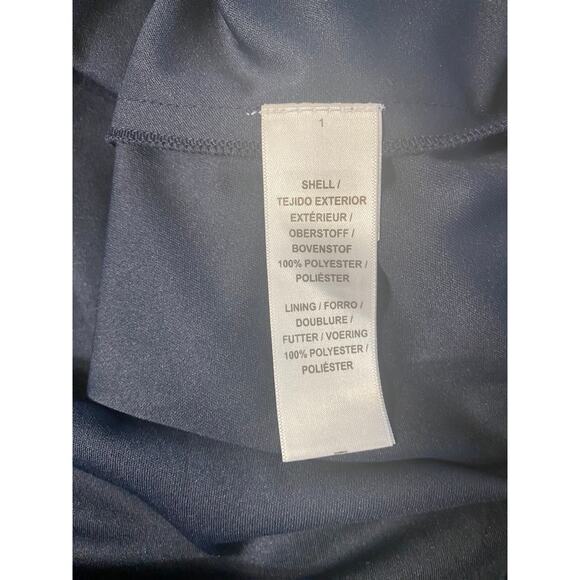 1
SHELL /
TEJIDO EXTERIOR
EXTÉRIEUR /
OBERSTOFF /
BOVENSTOF
100% POLYESTER /
POLIÉSTER
LINING / FORRO /
DOUBLURE /
FUTTER / VOERING
100% POLYESTER /
POLIÉSTER